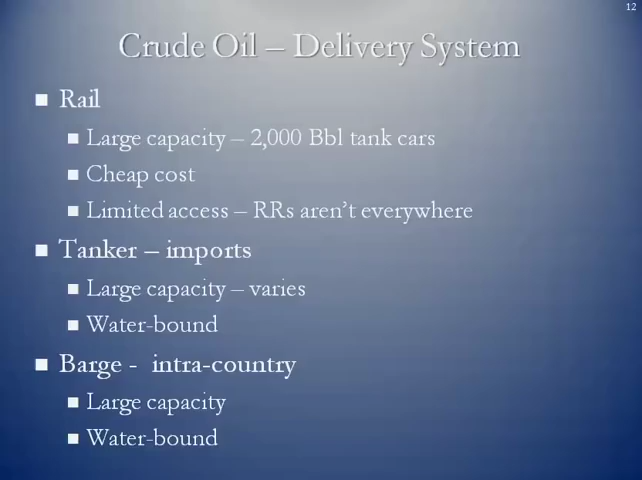 12
Crude Oil – Delivery System
■ Rail
■ Large capacity – 2,000 Bbl tank cars
■ Cheap cost
■ Limited access – RRs aren't everywhere
■ Tanker – imports
■ Large capacity – varies
■ Water-bound
■ Barge - intra-country
■ Large capacity
■ Water-bound